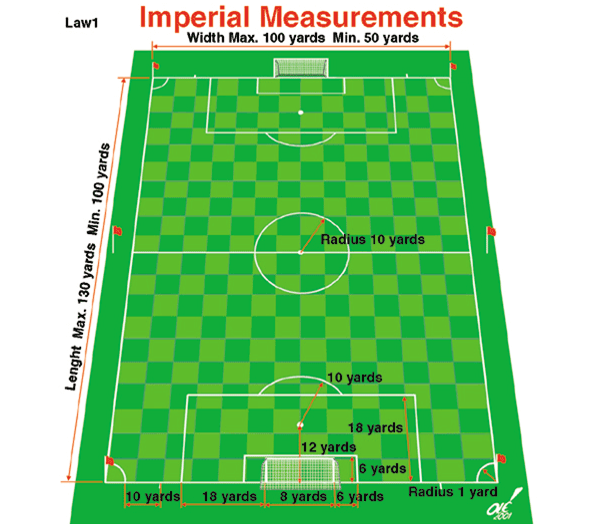 Law1
Imperial Measurements
Width Max. 100 yards Min. 50 yards
Lenght Max. 130 yards Min. 100 yards
Radius 10 yards
10 yards
18 yards
12 yards
6 yards
Radius 1 yard
10 yards
18 yards
8 yards
6 yards
2001